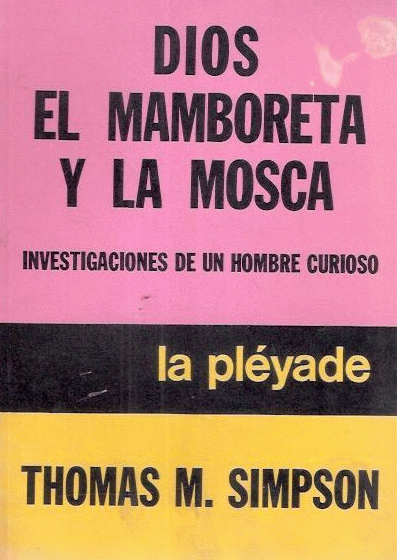 DIOS
EL MAMBORETA
Y LA MOSCA
INVESTIGACIONES DE UN HOMBRE CURIOSO
la pléyade
THOMAS M. SIMPSON